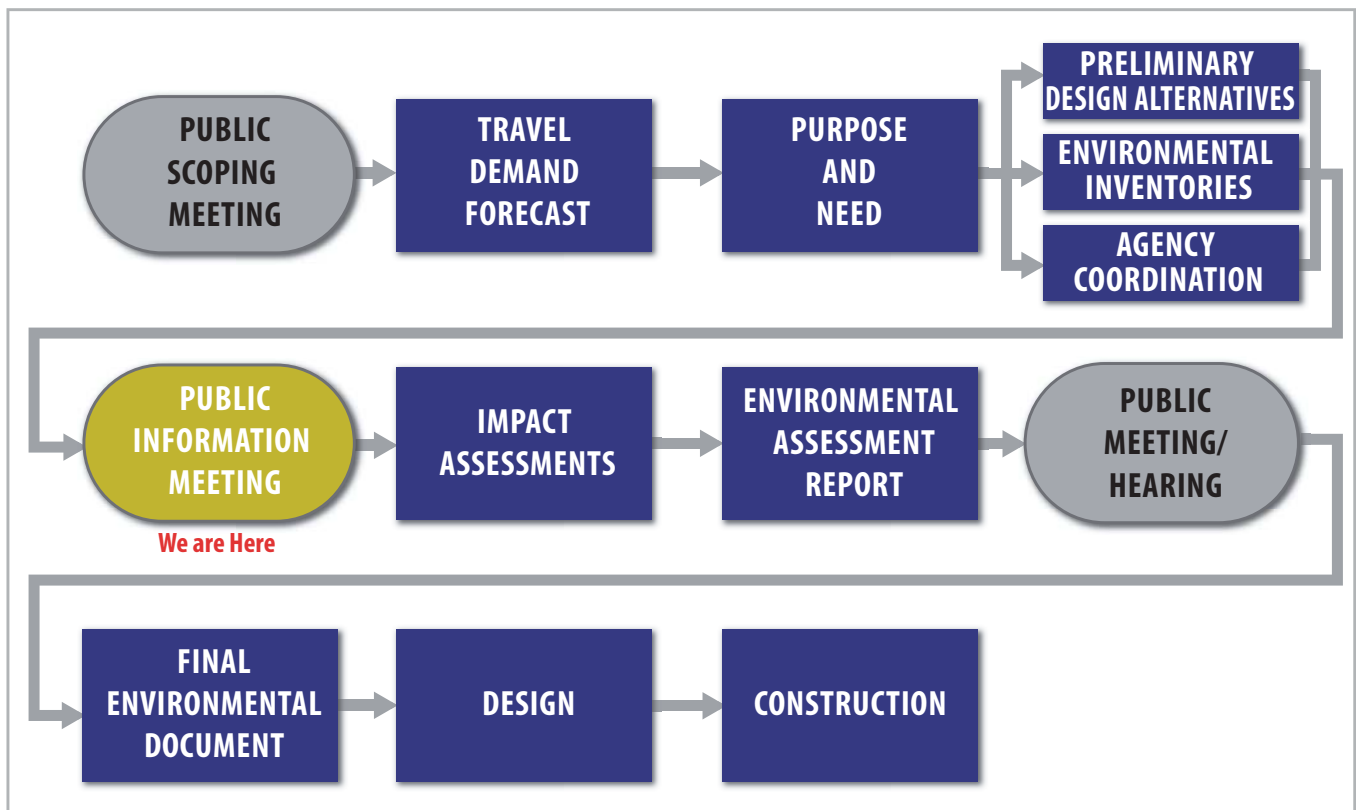 PUBLIC
SCOPING
MEETING
TRAVEL
DEMAND
FORECAST
PURPOSE
AND
NEED
PRELIMINARY
DESIGN ALTERNATIVES
ENVIRONMENTAL
INVENTORIES
AGENCY
COORDINATION
PUBLIC
INFORMATION
MEETING
We are Here
IMPACT
ASSESSMENTS
ENVIRONMENTAL
ASSESSMENT
REPORT
PUBLIC
MEETING/
HEARING
FINAL
ENVIRONMENTAL
DOCUMENT
DESIGN
CONSTRUCTION